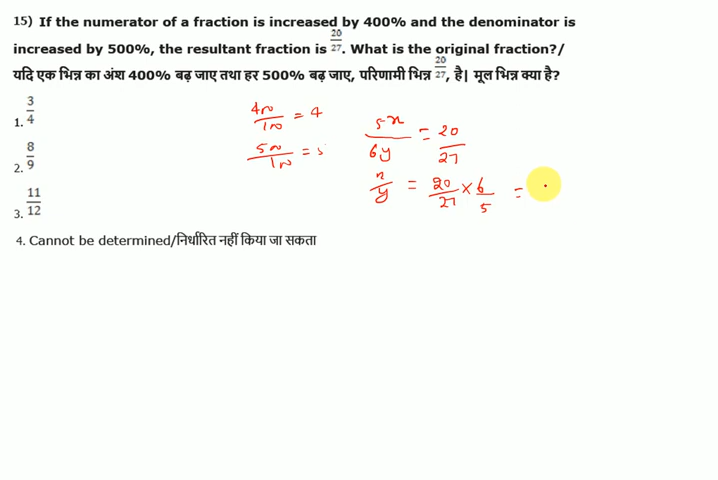 15) If the numerator of a fraction is increased by 400% and the denominator is
increased by 500%, the resultant fraction is 20/27. What is the original fraction?/
यदि एक भिन्न का अंश 400% बढ़ जाए तथा हर 500% बढ़ जाए, परिणामी भिन्न 20/27, है| मूल भिन्न क्या है?
1. 3/4
2. 8/9
3. 11/12
4. Cannot be determined/निर्धारित नहीं किया जा सकता
400/100 = 4
500/100 = 5
5x/6y = 20/27
x/y = 20/27 × 6/5 =